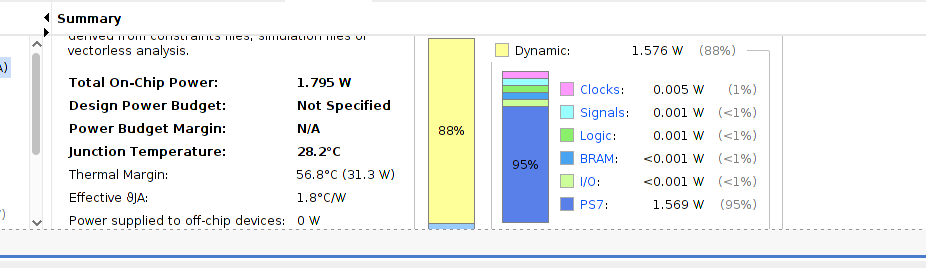 Summary
derived from constraints files, simulation files or
vectorless analysis.
Total On-Chip Power: 1.795 W
Design Power Budget: Not Specified
Power Budget Margin: N/A
Junction Temperature: 28.2°C
Thermal Margin: 56.8°C (31.3 W)
Effective ϑJA: 1.8°C/W
Power supplied to off-chip devices: 0 W
88%
Dynamic: 1.576 W (88%)
95%
Clocks: 0.005 W (1%)
Signals: 0.001 W (<1%)
Logic: 0.001 W (<1%)
BRAM: <0.001 W (<1%)
I/O: <0.001 W (<1%)
PS7: 1.569 W (95%)